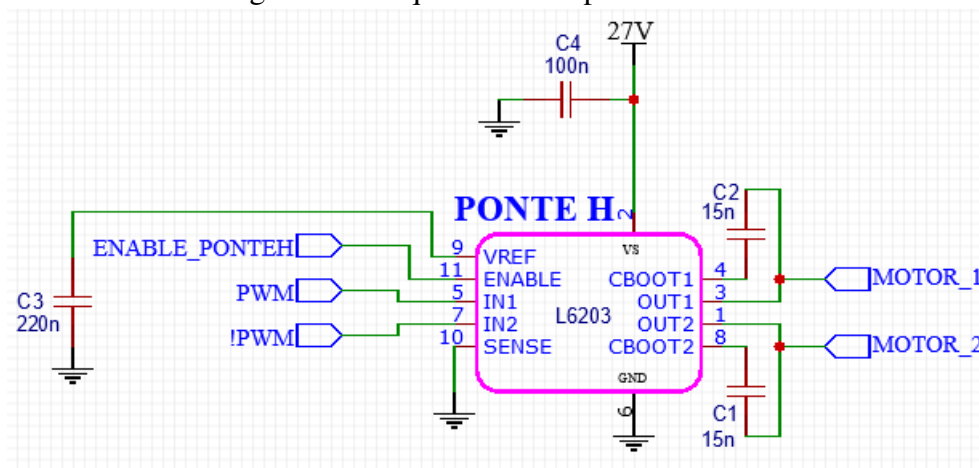 27V
C4
100n
PONTE H
2
VS
C2
15n
ENABLE_PONTEH
9
VREF
11
ENABLE
CBOOT1
4
MOTOR_1
PWM
5
IN1
OUT1
3
C3
220n
L6203
!PWM
7
IN2
OUT2
1
10
SENSE
CBOOT2
8
MOTOR_2
GND
6
C1
15n